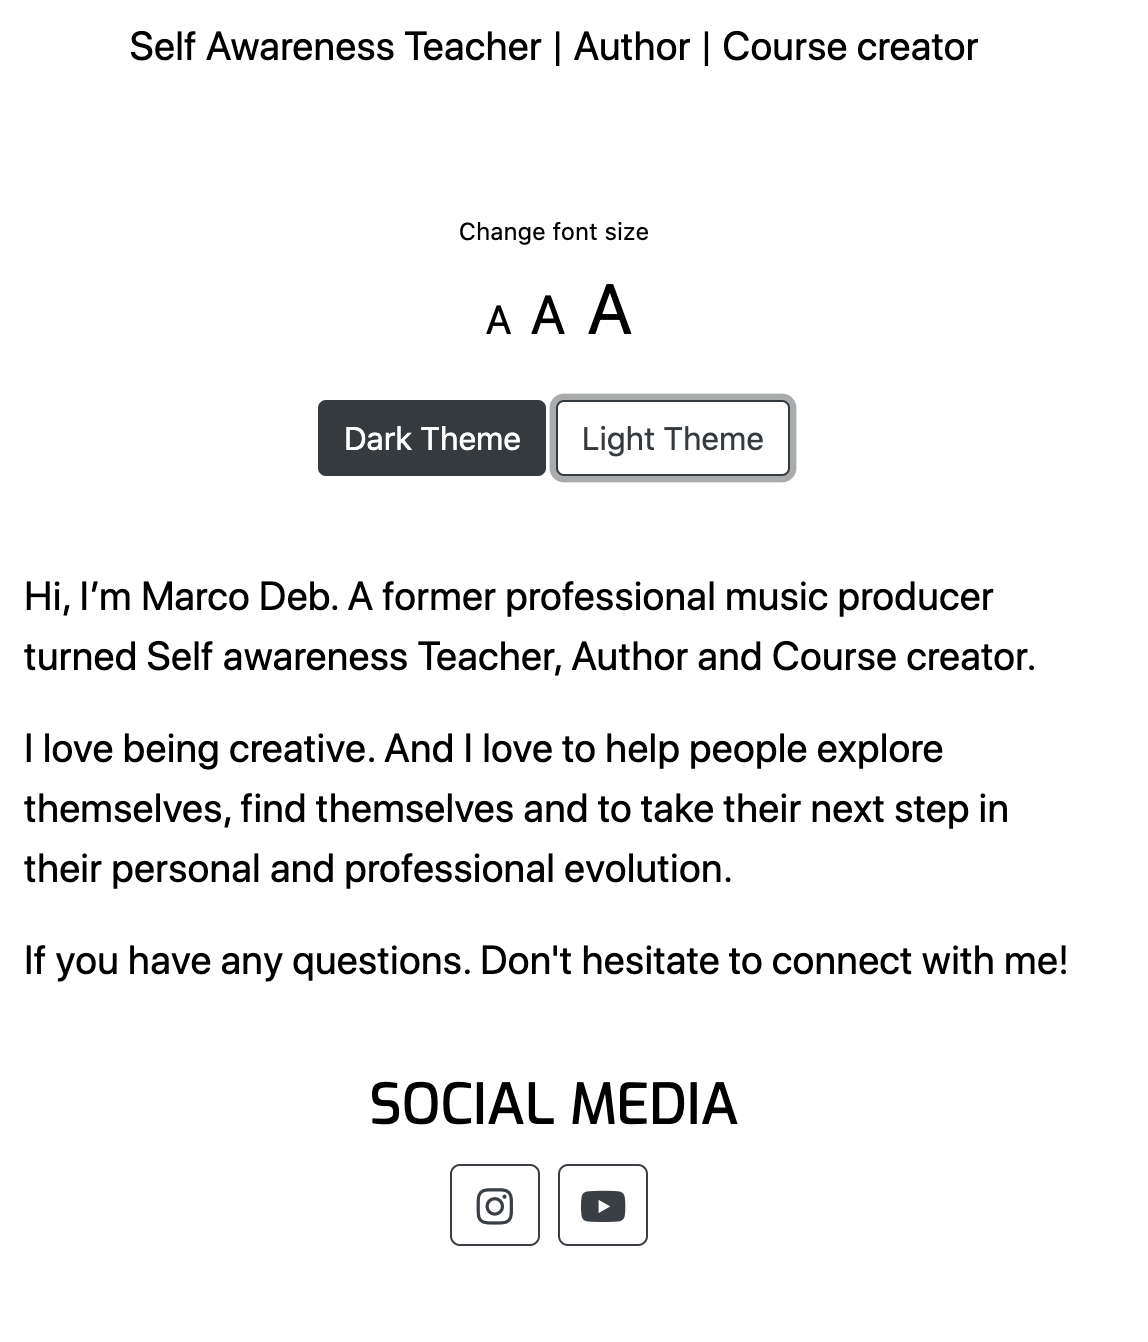 Self Awareness Teacher | Author | Course creator
Change font size
A A A
Dark Theme Light Theme
Hi, I’m Marco Deb. A former professional music producer
turned Self awareness Teacher, Author and Course creator.
I love being creative. And I love to help people explore
themselves, find themselves and to take their next step in
their personal and professional evolution.
If you have any questions. Don't hesitate to connect with me!
SOCIAL MEDIA